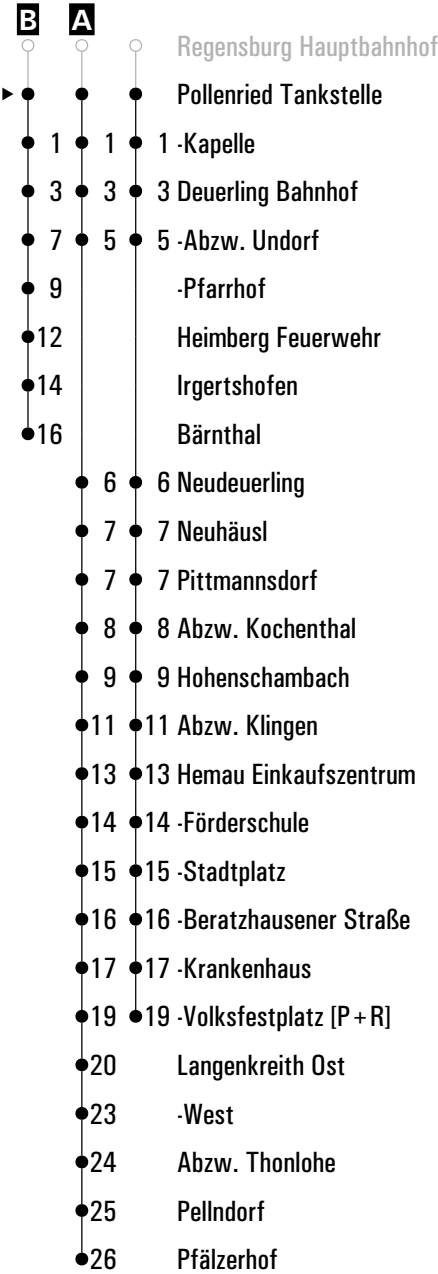 B A
Regensburg Hauptbahnhof
Pollenried Tankstelle
1 1 1 -Kapelle
3 3 3 Deuerling Bahnhof
7 5 5 -Abzw. Undorf
9 -Pfarrhof
12 Heimberg Feuerwehr
14 Irgertshofen
16 Bärnthal
6 6 Neudeuerling
7 7 Neuhäusl
7 7 Pittmannsdorf
8 8 Abzw. Kochenthal
9 9 Hohenschambach
11 11 Abzw. Klingen
13 13 Hemau Einkaufszentrum
14 14 -Förderschule
15 15 -Stadtplatz
16 16 -Beratzhausener Straße
17 17 -Krankenhaus
19 19 -Volksfestplatz [P+R]
20 Langenkreith Ost
23 -West
24 Abzw. Thonlohe
25 Pellndorf
26 Pfälzerhof